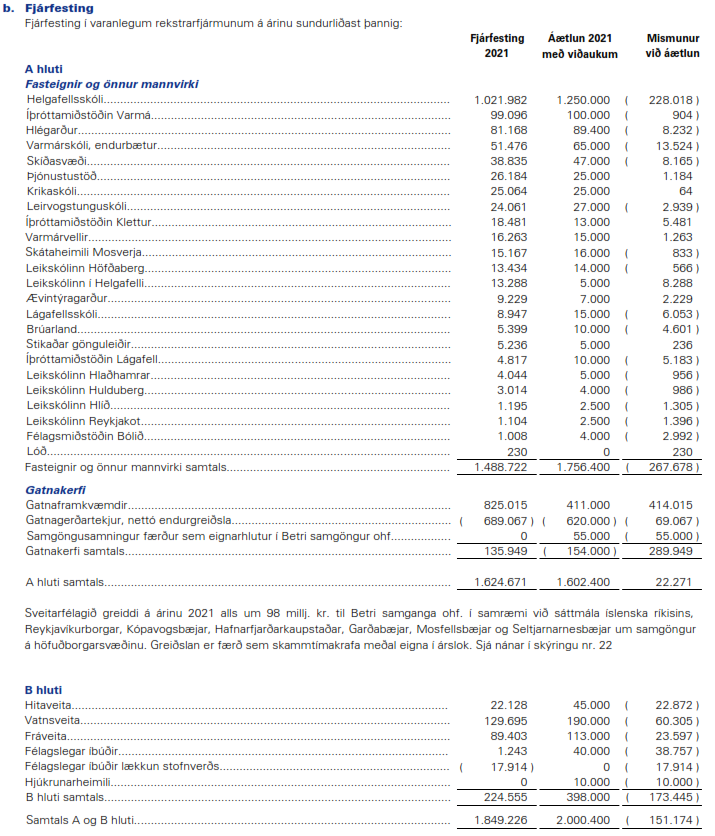 b. Fjárfesting
Fjárfesting í varanlegum rekstrarfjármunum á árinu sundurliðast þannig:
Fjárfesting Áætlun 2021 Mismunur
2021 með viðaukum við áætlun
A hluti
Fasteignir og önnur mannvirki
Helgafellsskóli 1.021.982 1.250.000 ( 228.018 )
Íþróttamiðstöðin Varmá 99.096 100.000 ( 904 )
Hlégarður 81.168 89.400 ( 8.232 )
Varmárskóli, endurbætur 51.476 65.000 ( 13.524 )
Skíðasvæði 38.835 47.000 ( 8.165 )
Þjónustustöð 26.184 25.000 1.184
Krikaskóli 25.064 25.000 64
Leirvogstunguskóli 24.061 27.000 ( 2.939 )
Íþróttamiðstöðin Klettur 18.481 13.000 5.481
Varmárvellir 16.263 15.000 1.263
Skátaheimili Mosverja 15.167 16.000 ( 833 )
Leikskólinn Höfðaberg 13.434 14.000 ( 566 )
Leikskólinn í Helgafelli 13.288 5.000 8.288
Ævintýragarður 9.229 7.000 2.229
Lágafellsskóli 8.947 15.000 ( 6.053 )
Brúarland 5.399 10.000 ( 4.601 )
Stikaðar gönguleiðir 5.236 5.000 236
Íþróttamiðstöðin Lágafell 4.817 10.000 ( 5.183 )
Leikskólinn Hlaðhamrar 4.044 5.000 ( 956 )
Leikskólinn Hulduberg 3.014 4.000 ( 986 )
Leikskólinn Hlíð 1.195 2.500 ( 1.305 )
Leikskólinn Reykjakot 1.104 2.500 ( 1.396 )
Félagsmiðstöðin Bólið 1.008 4.000 ( 2.992 )
Lóð 230 0 230
Fasteignir og önnur mannvirki samtals 1.488.722 1.756.400 ( 267.678 )
Gatnakerfi
Gatnaframkvæmdir 825.015 411.000 414.015
Gatnagerðartekjur, nettó endurgreiðsla ( 689.067 ) ( 620.000 ) ( 69.067 )
Samgöngusamningur færður sem eignarhlutur í Betri samgöngur ohf. 0 55.000 ( 55.000 )
Gatnakerfi samtals 135.949 ( 154.000 ) 289.949
A hluti samtals 1.624.671 1.602.400 22.271
Sveitarfélagið greiddi á árinu 2021 alls um 98 millj. kr. til Betri samganga ohf. í samræmi við sáttmála íslenska ríkisins,
Reykjavíkurborgar, Kópavogsbæjar, Hafnarfjarðarkaupstaðar, Garðabæjar, Mosfellsbæjar og Seltjarnarnesbæjar um samgöngur
á höfuðborgarsvæðinu. Greiðslan er færð sem skammtímakrafa meðal eigna í árslok. Sjá nánar í skýringu nr. 22
B hluti
Hitaveita 22.128 45.000 ( 22.872 )
Vatnsveita 129.695 190.000 ( 60.305 )
Fráveita 89.403 113.000 ( 23.597 )
Félagslegar íbúðir 1.243 40.000 ( 38.757 )
Félagslegar íbúðir lækkun stofnverðs ( 17.914 ) 0 ( 17.914 )
Hjúkrunarheimili 0 10.000 ( 10.000 )
B hluti samtals 224.555 398.000 ( 173.445 )
Samtals A og B hluti 1.849.226 2.000.400 ( 151.174 )